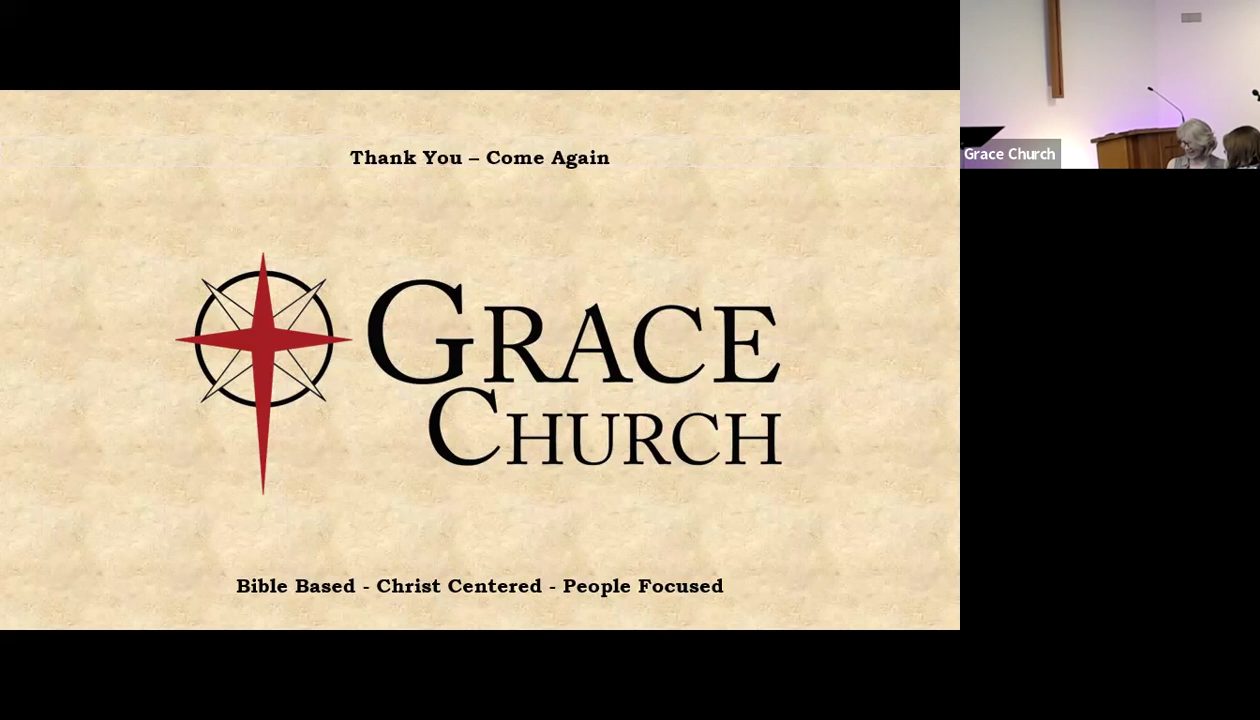 Thank You – Come Again
Grace Church
GRACE
CHURCH
Bible Based - Christ Centered - People Focused